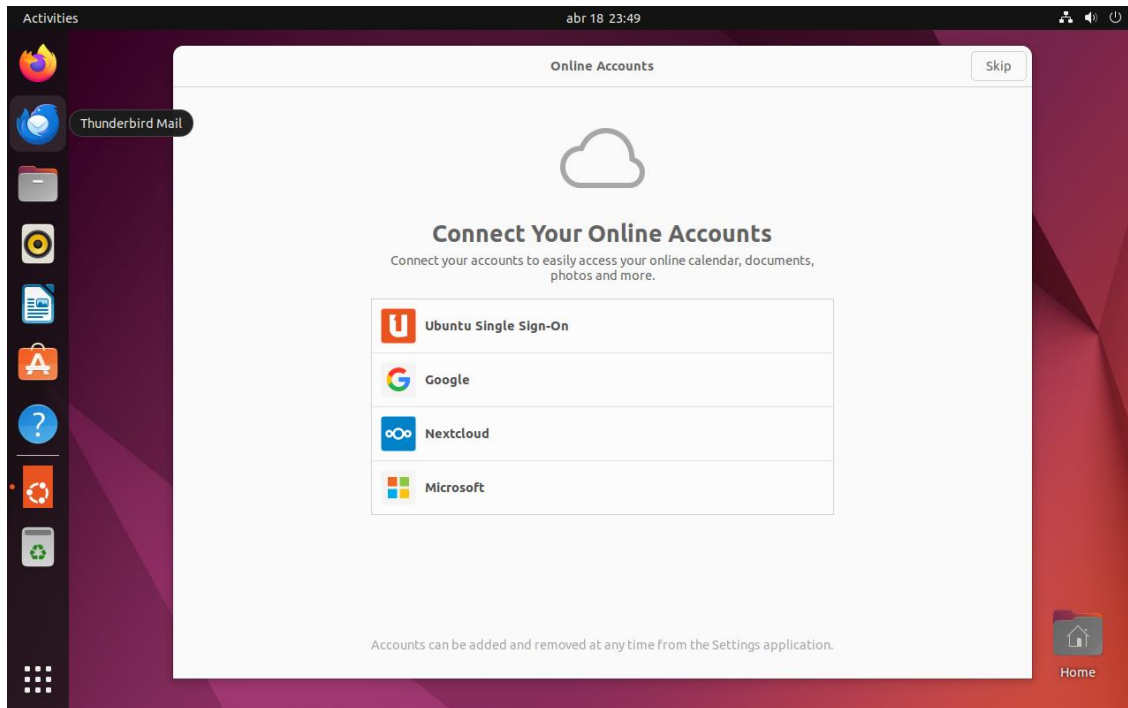 Activities
abr 18 23:49
Online Accounts
Skip
Thunderbird Mail
Connect Your Online Accounts
Connect your accounts to easily access your online calendar, documents,
photos and more.
Ubuntu Single Sign-On
Google
Nextcloud
Microsoft
Accounts can be added and removed at any time from the Settings application.
Home